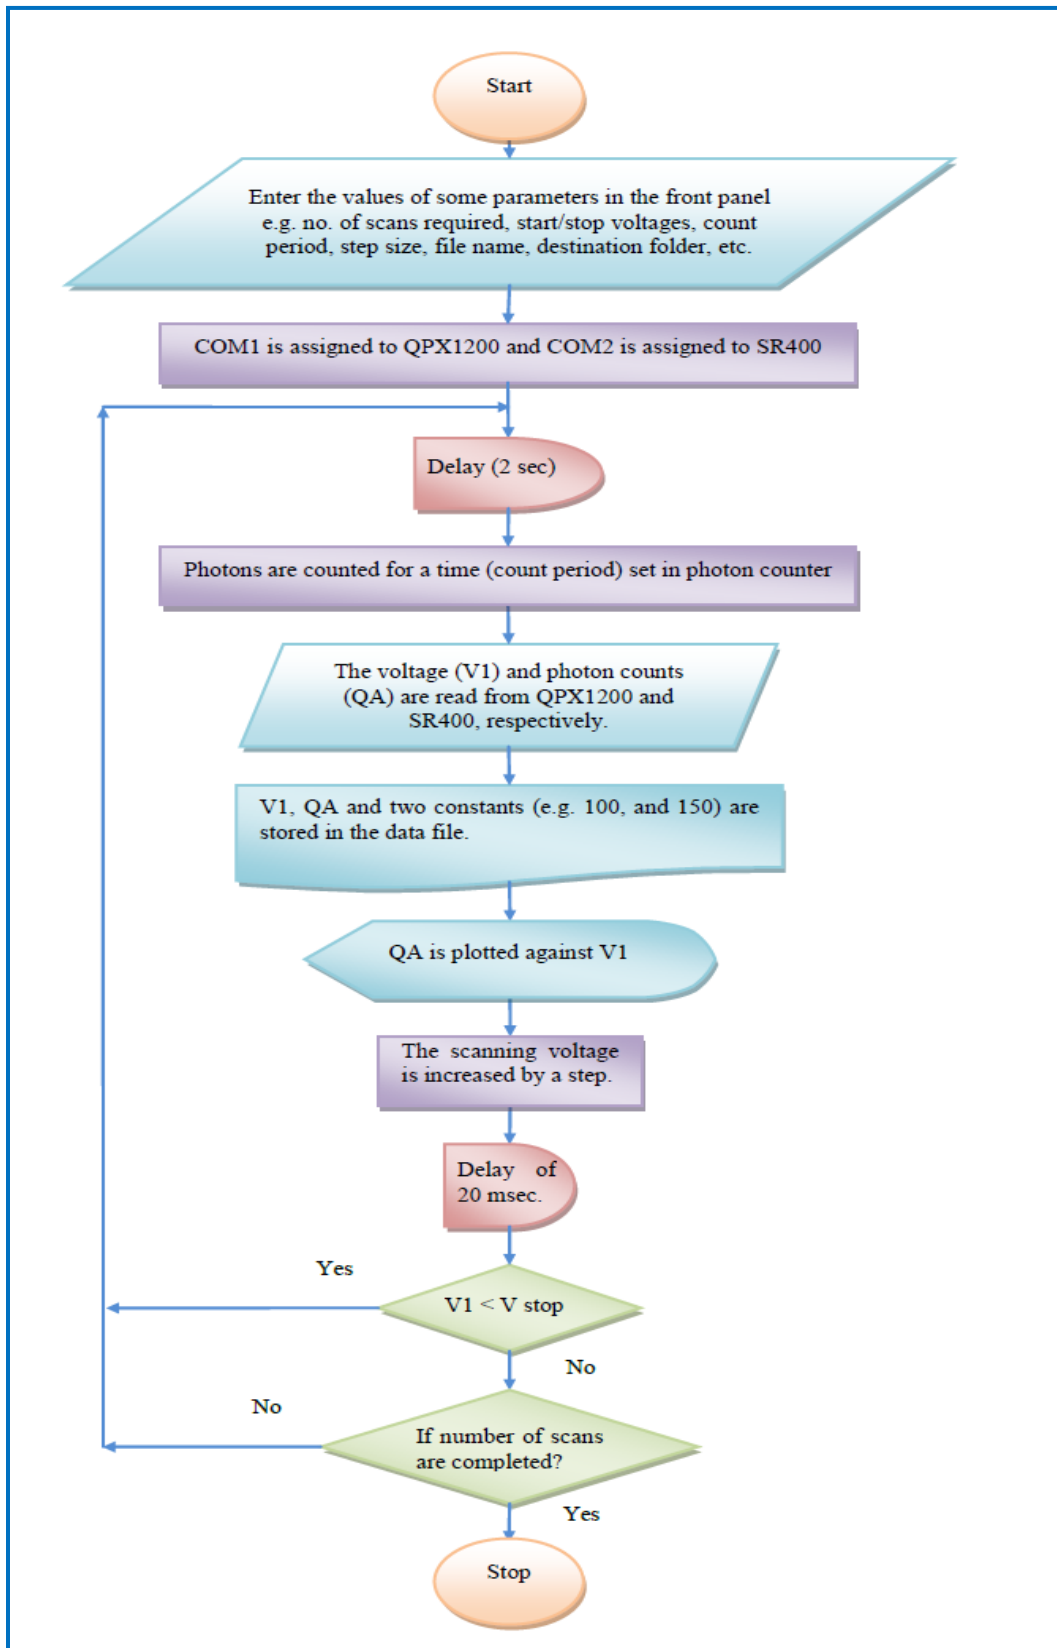 Start
Enter the values of some parameters in the front panel
e.g. no. of scans required, start/stop voltages, count
period, step size, file name, destination folder, etc.
COM1 is assigned to QPX1200 and COM2 is assigned to SR400
Delay (2 sec)
Photons are counted for a time (count period) set in photon counter
The voltage (V1) and photon counts
(QA) are read from QPX1200 and
SR400, respectively.
V1, QA and two constants (e.g. 100, and 150) are
stored in the data file.
QA is plotted against V1
The scanning voltage
is increased by a step.
Delay of
20 msec.
Yes
V1 < V stop
No
No
If number of scans
are completed?
Yes
Stop